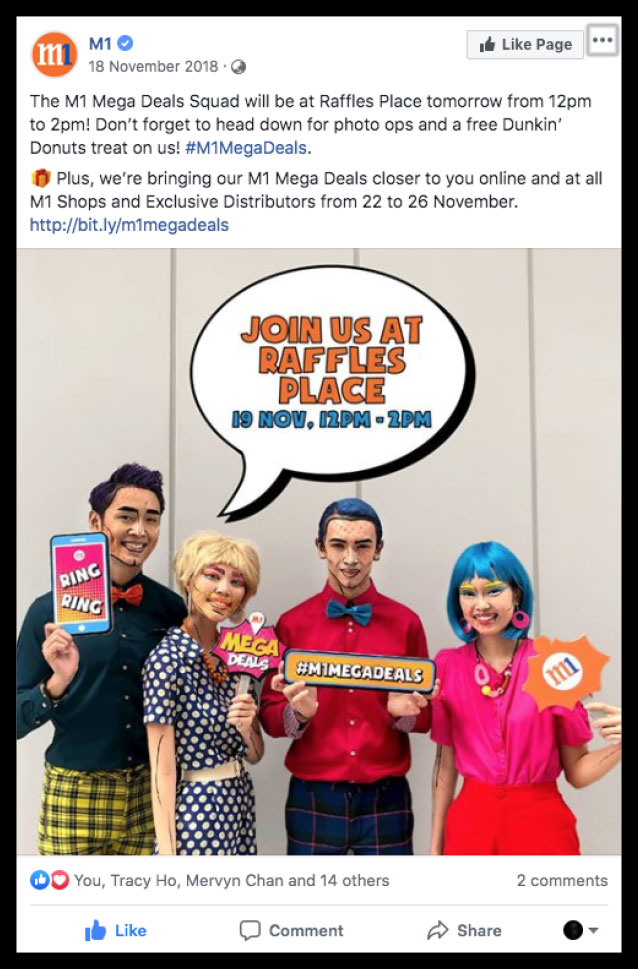 m1
M1
Like Page
18 November 2018 ·
The M1 Mega Deals Squad will be at Raffles Place tomorrow from 12pm
to 2pm! Don't forget to head down for photo ops and a free Dunkin'
Donuts treat on us! #M1MegaDeals.
Plus, we're bringing our M1 Mega Deals closer to you online and at all
M1 Shops and Exclusive Distributors from 22 to 26 November.
http://bit.ly/m1megadeals
JOIN US AT
RAFFLES
PLACE
19 NOV, 12PM - 2PM
RING
RING
m1
MEGA
DEALS
#M1MEGADEALS
m1
You, Tracy Ho, Mervyn Chan and 14 others
2 comments
Like
Comment
Share